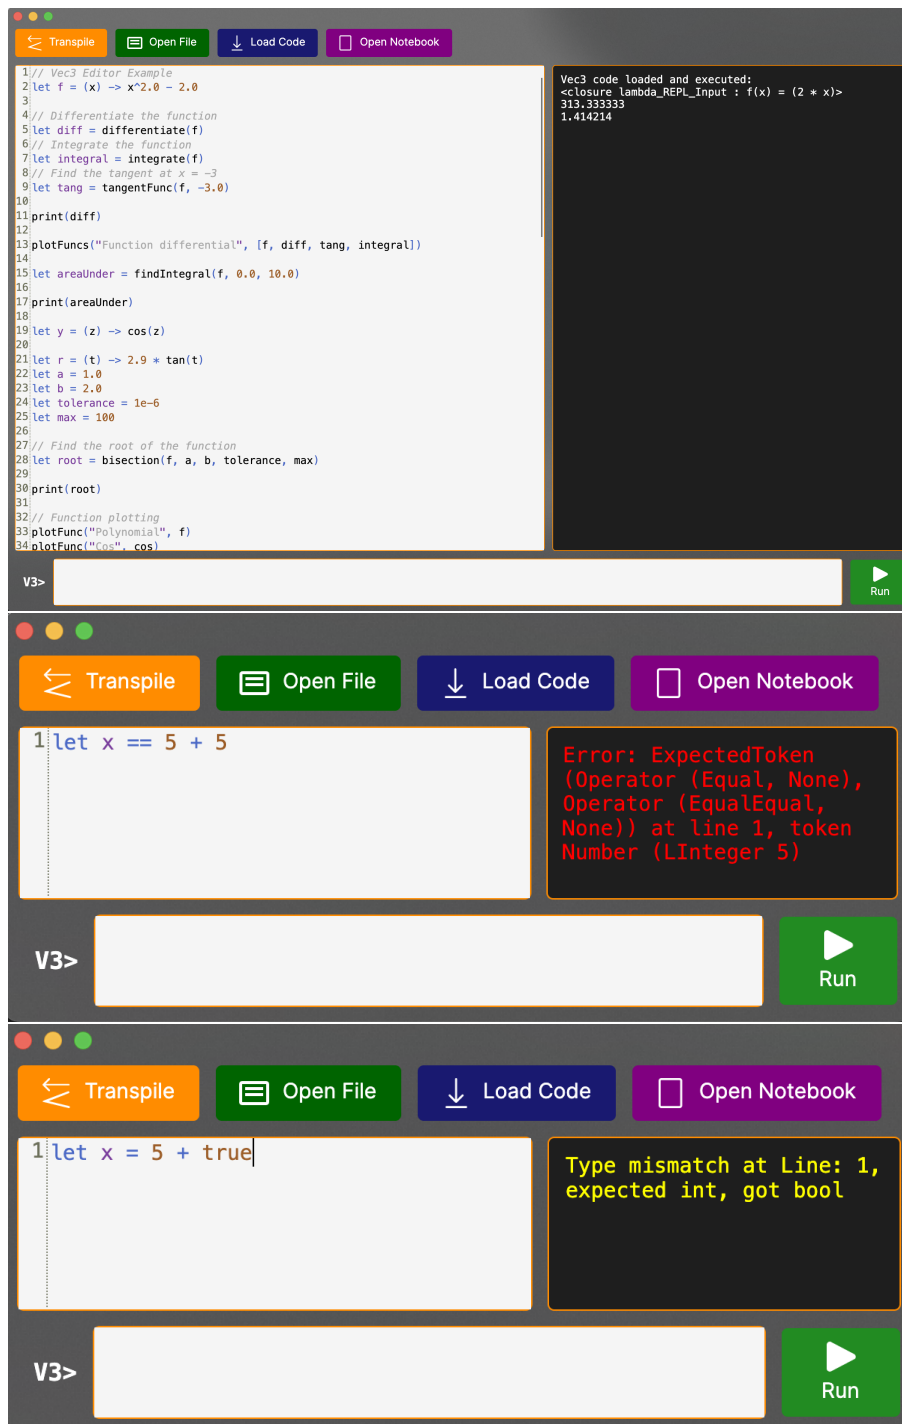 Transpile Open File Load Code Open Notebook
1 // Vec3 Editor Example
2 let f = (x) -> x^2.0 - 2.0
3
4 // Differentiate the function
5 let diff = differentiate(f)
6 // Integrate the function
7 let integral = integrate(f)
8 // Find the tangent at x = -3
9 let tang = tangentFunc(f, -3.0)
10
11 print(diff)
12
13 plotFuncs("Function differential", [f, diff, tang, integral])
14
15 let areaUnder = findIntegral(f, 0.0, 10.0)
16
17 print(areaUnder)
18
19 let y = (z) -> cos(z)
20
21 let r = (t) -> 2.9 * tan(t)
22 let a = 1.0
23 let b = 2.0
24 let tolerance = 1e-6
25 let max = 100
26
27 // Find the root of the function
28 let root = bisection(f, a, b, tolerance, max)
29
30 print(root)
31
32 // Function plotting
33 plotFunc("Polynomial", f)
34 plotFunc("Cos", cos)
Vec3 code loaded and executed:
<closure lambda_REPL_Input : f(x) = (2 * x)>
313.333333
1.414214
V3>
Run
Transpile Open File Load Code Open Notebook
1 let x == 5 + 5
Error: ExpectedToken
(Operator (Equal, None),
Operator (EqualEqual,
None)) at line 1, token
Number (LInteger 5)
V3>
Run
Transpile Open File Load Code Open Notebook
1 let x = 5 + true
Type mismatch at Line: 1,
expected int, got bool
V3>
Run